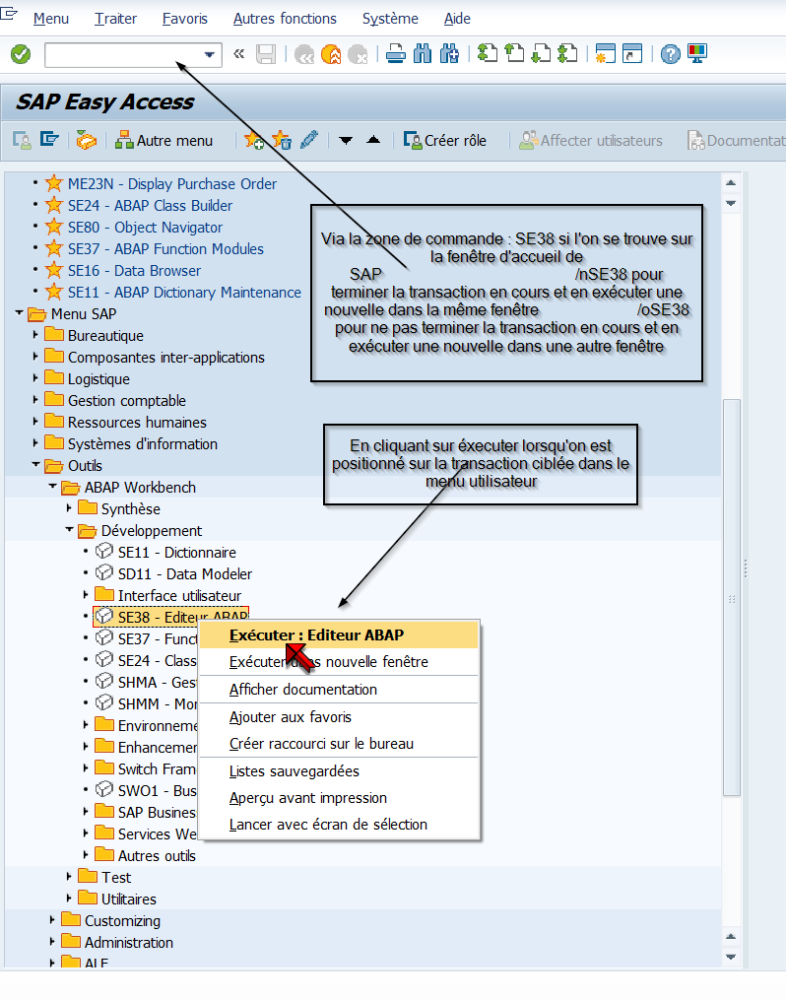 Menu Traiter Favoris Autres fonctions Système Aide
SAP Easy Access
Autre menu Créer rôle Affecter utilisateurs Documentat
ME23N - Display Purchase Order
SE24 - ABAP Class Builder
SE80 - Object Navigator
SE37 - ABAP Function Modules
SE16 - Data Browser
SE11 - ABAP Dictionary Maintenance
Via la zone de commande : SE38 si l'on se trouve sur
la fenêtre d'accueil de
SAP /nSE38 pour
terminer la transaction en cours et en exécuter une
nouvelle dans la même fenêtre /oSE38
pour ne pas terminer la transaction en cours et en
exécuter une nouvelle dans une autre fenêtre
Menu SAP
Bureautique
Composantes inter-applications
Logistique
Gestion comptable
Ressources humaines
Systèmes d'information
Outils
En cliquant sur éxecuter lorsqu'on est
positionné sur la transaction ciblée dans le
menu utilisateur
ABAP Workbench
Synthèse
Développement
SE11 - Dictionnaire
SD11 - Data Modeler
Interface utilisateur
SE38 - Editeur ABAP
SE37 - Funct
SE24 - Class
SHMA - Ges
SHMM - Mo
Environneme
Enhancemer
Switch Fram
SWO1 - Bus
SAP Busines
Services We
Autres outils
Exécuter : Editeur ABAP
Exécuter dans nouvelle fenêtre
Afficher documentation
Ajouter aux favoris
Créer raccourci sur le bureau
Listes sauvegardées
Aperçu avant impression
Lancer avec écran de sélection
Test
Utilitaires
Customizing
Administration
ALE